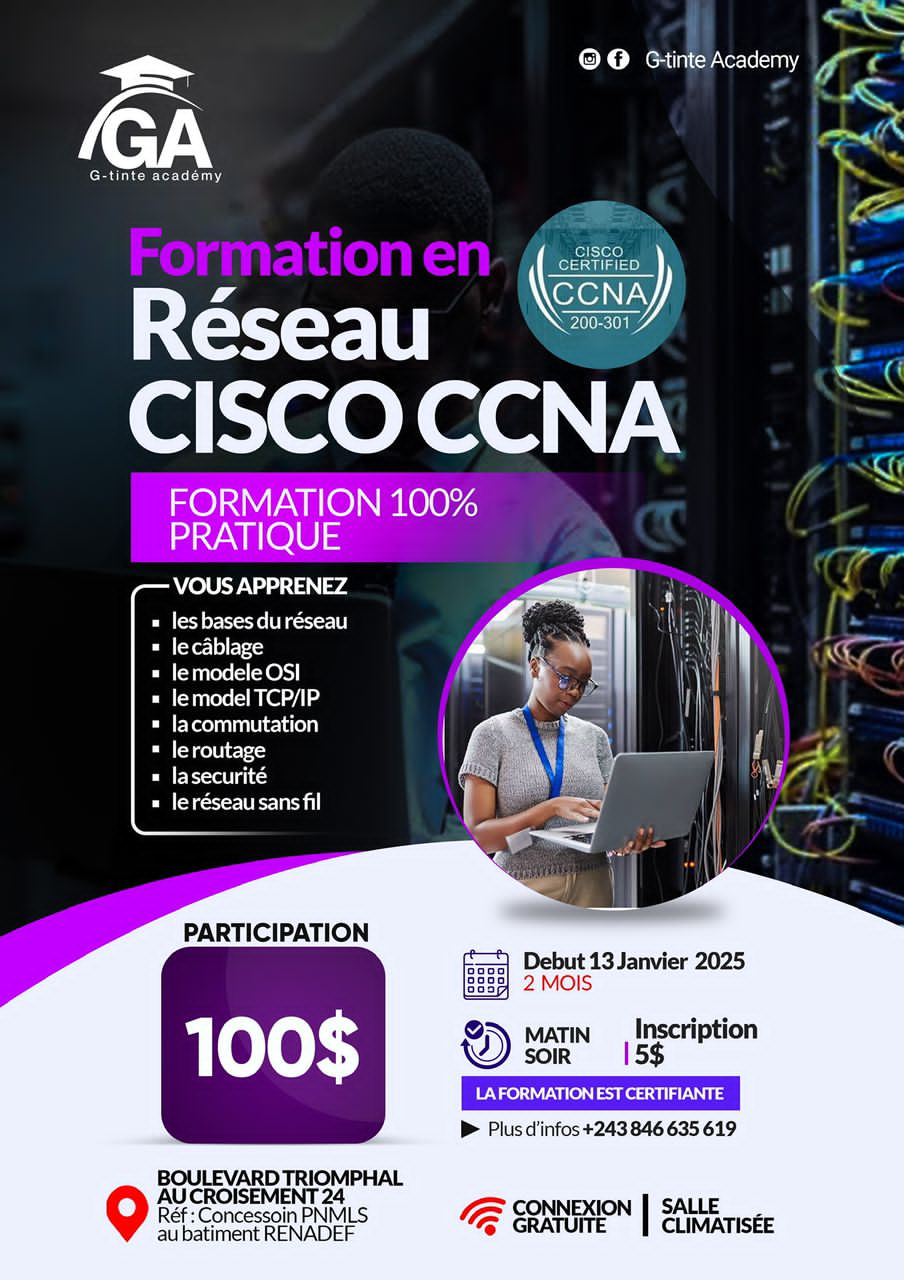 G-tinte Academy
GA
G-tinte académy
Formation en
Réseau
CISCO CCNA
CISCO
CERTIFIED
CCNA
200-301
FORMATION 100%
PRATIQUE
VOUS APPRENEZ
les bases du réseau
le câblage
le modele OSI
le model TCP/IP
la commutation
le routage
la securité
le réseau sans fil
PARTICIPATION
100$
Debut 13 Janvier 2025
2 MOIS
MATIN
SOIR
Inscription
5$
LA FORMATION EST CERTIFIANTE
Plus d'infos +243 846 635 619
BOULEVARD TRIOMPHAL
AU CROISEMENT 24
Réf : Concessoin PNMLS
au batiment RENADEF
CONNEXION
GRATUITE
SALLE
CLIMATISÉE